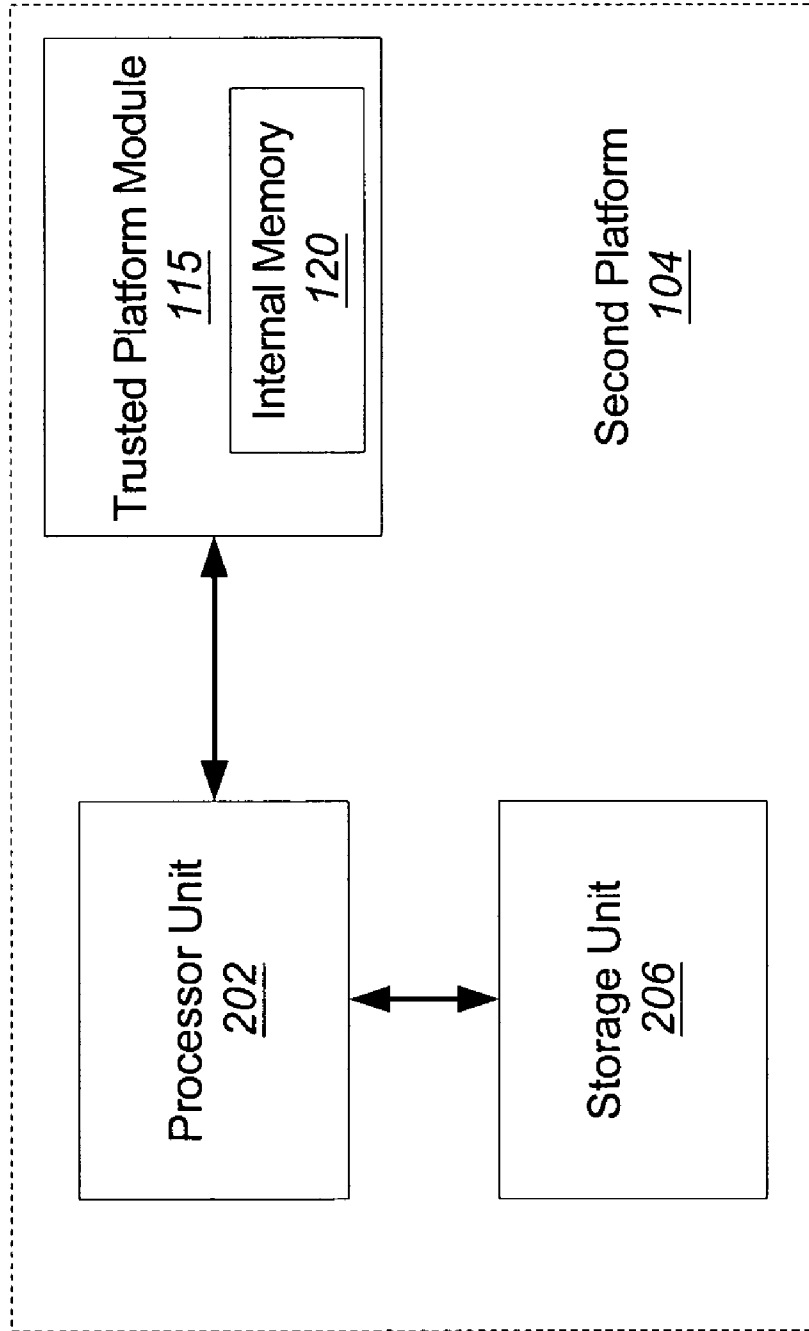 Processor Unit
202
Trusted Platform Module
115
Internal Memory
120
Storage Unit
206
Second Platform
104